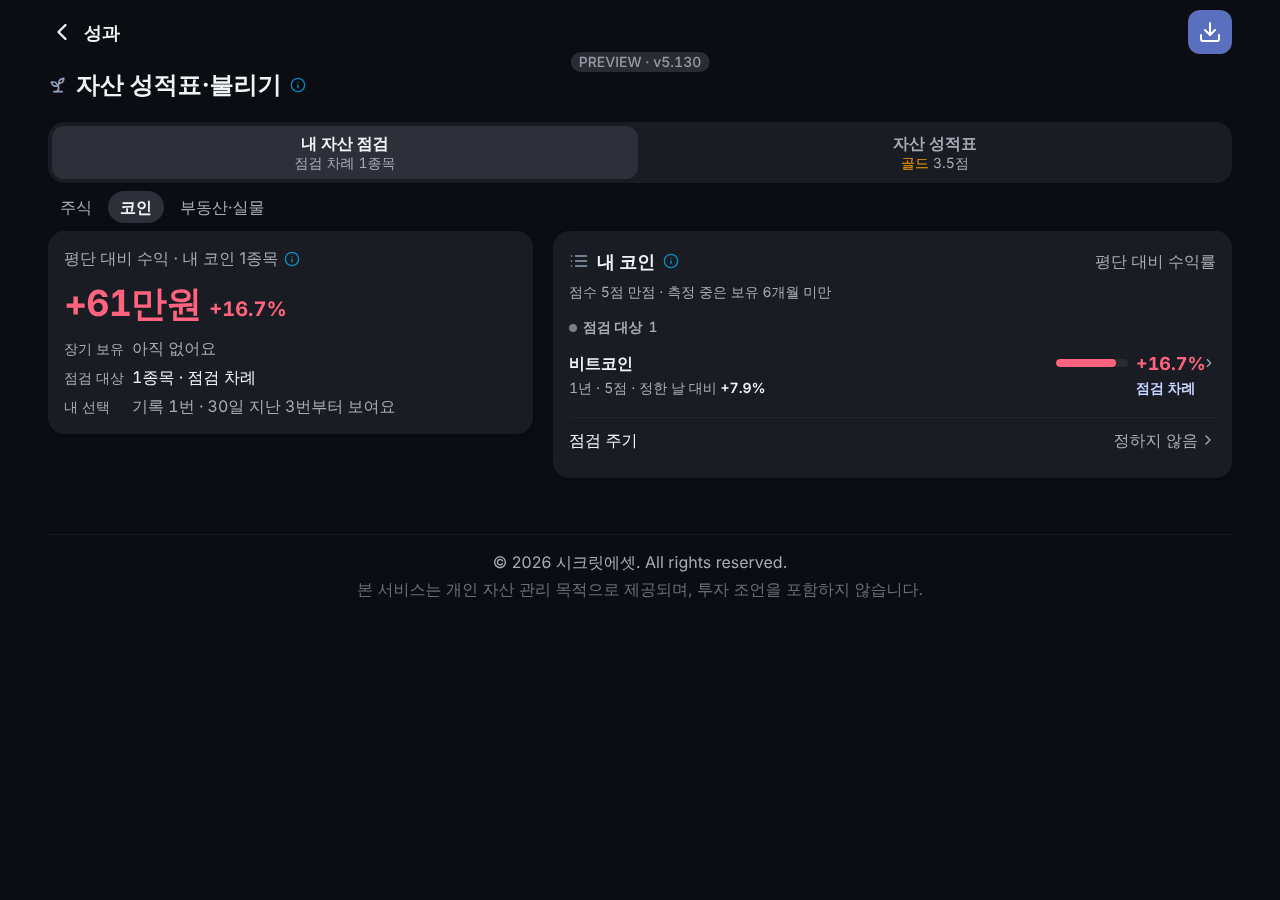 성과
PREVIEW · v5.130
자산 성적표·불리기
내 자산 점검
점검 차례 1종목
자산 성적표
골드 3.5점
주식
코인
부동산·실물
평단 대비 수익 · 내 코인 1종목
+61만원 +16.7%
장기 보유 아직 없어요
점검 대상 1종목 · 점검 차례
내 선택 기록 1번 · 30일 지난 3번부터 보여요
내 코인
평단 대비 수익률
점수 5점 만점 · 측정 중은 보유 6개월 미만
점검 대상 1
비트코인
+16.7%
1년 · 5점 · 정한 날 대비 +7.9%
점검 차례
점검 주기
정하지 않음
© 2026 시크릿에셋. All rights reserved.
본 서비스는 개인 자산 관리 목적으로 제공되며, 투자 조언을 포함하지 않습니다.